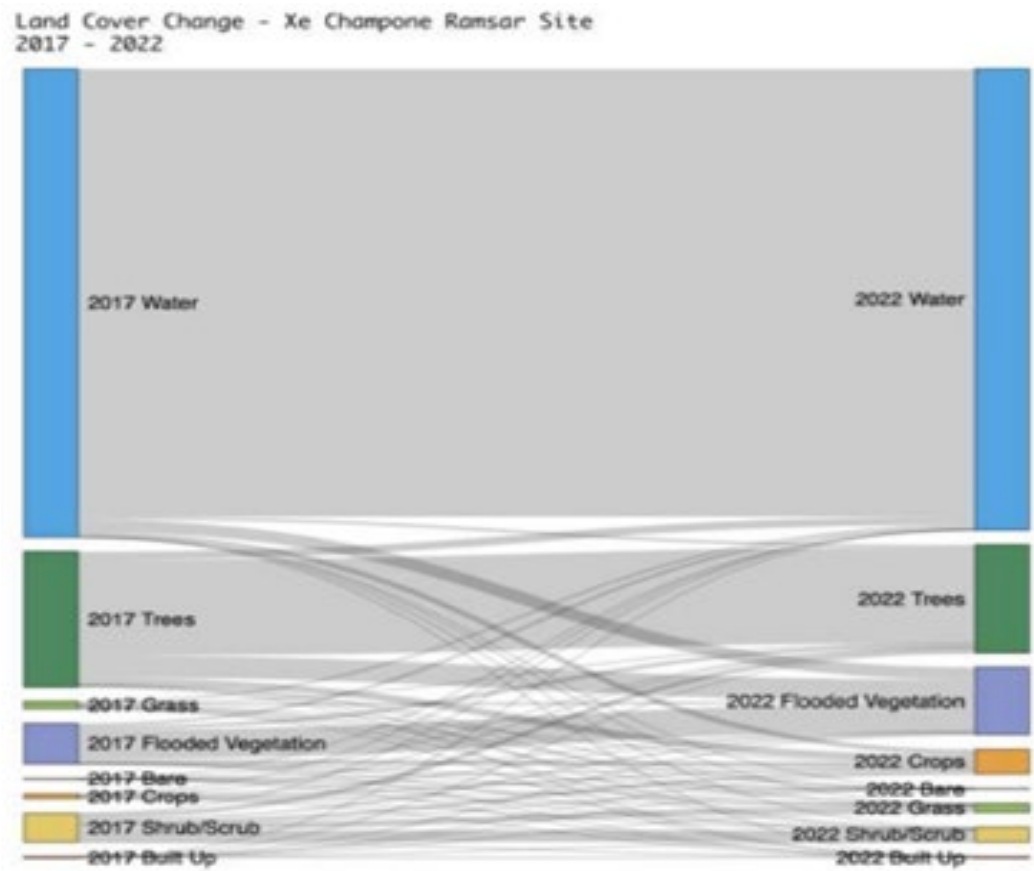 Land Cover Change - Xe Champone Ramsar Site
2017 - 2022
2017 Water
2022 Water
2017 Trees
2022 Trees
2017 Grass
2022 Flooded Vegetation
2017 Flooded Vegetation
2022 Crops
2017 Bare
2022 Bare
2017 Crops
2022 Grass
2017 Shrub/Scrub
2022 Shrub/Scrub
2017 Built Up
2022 Built Up